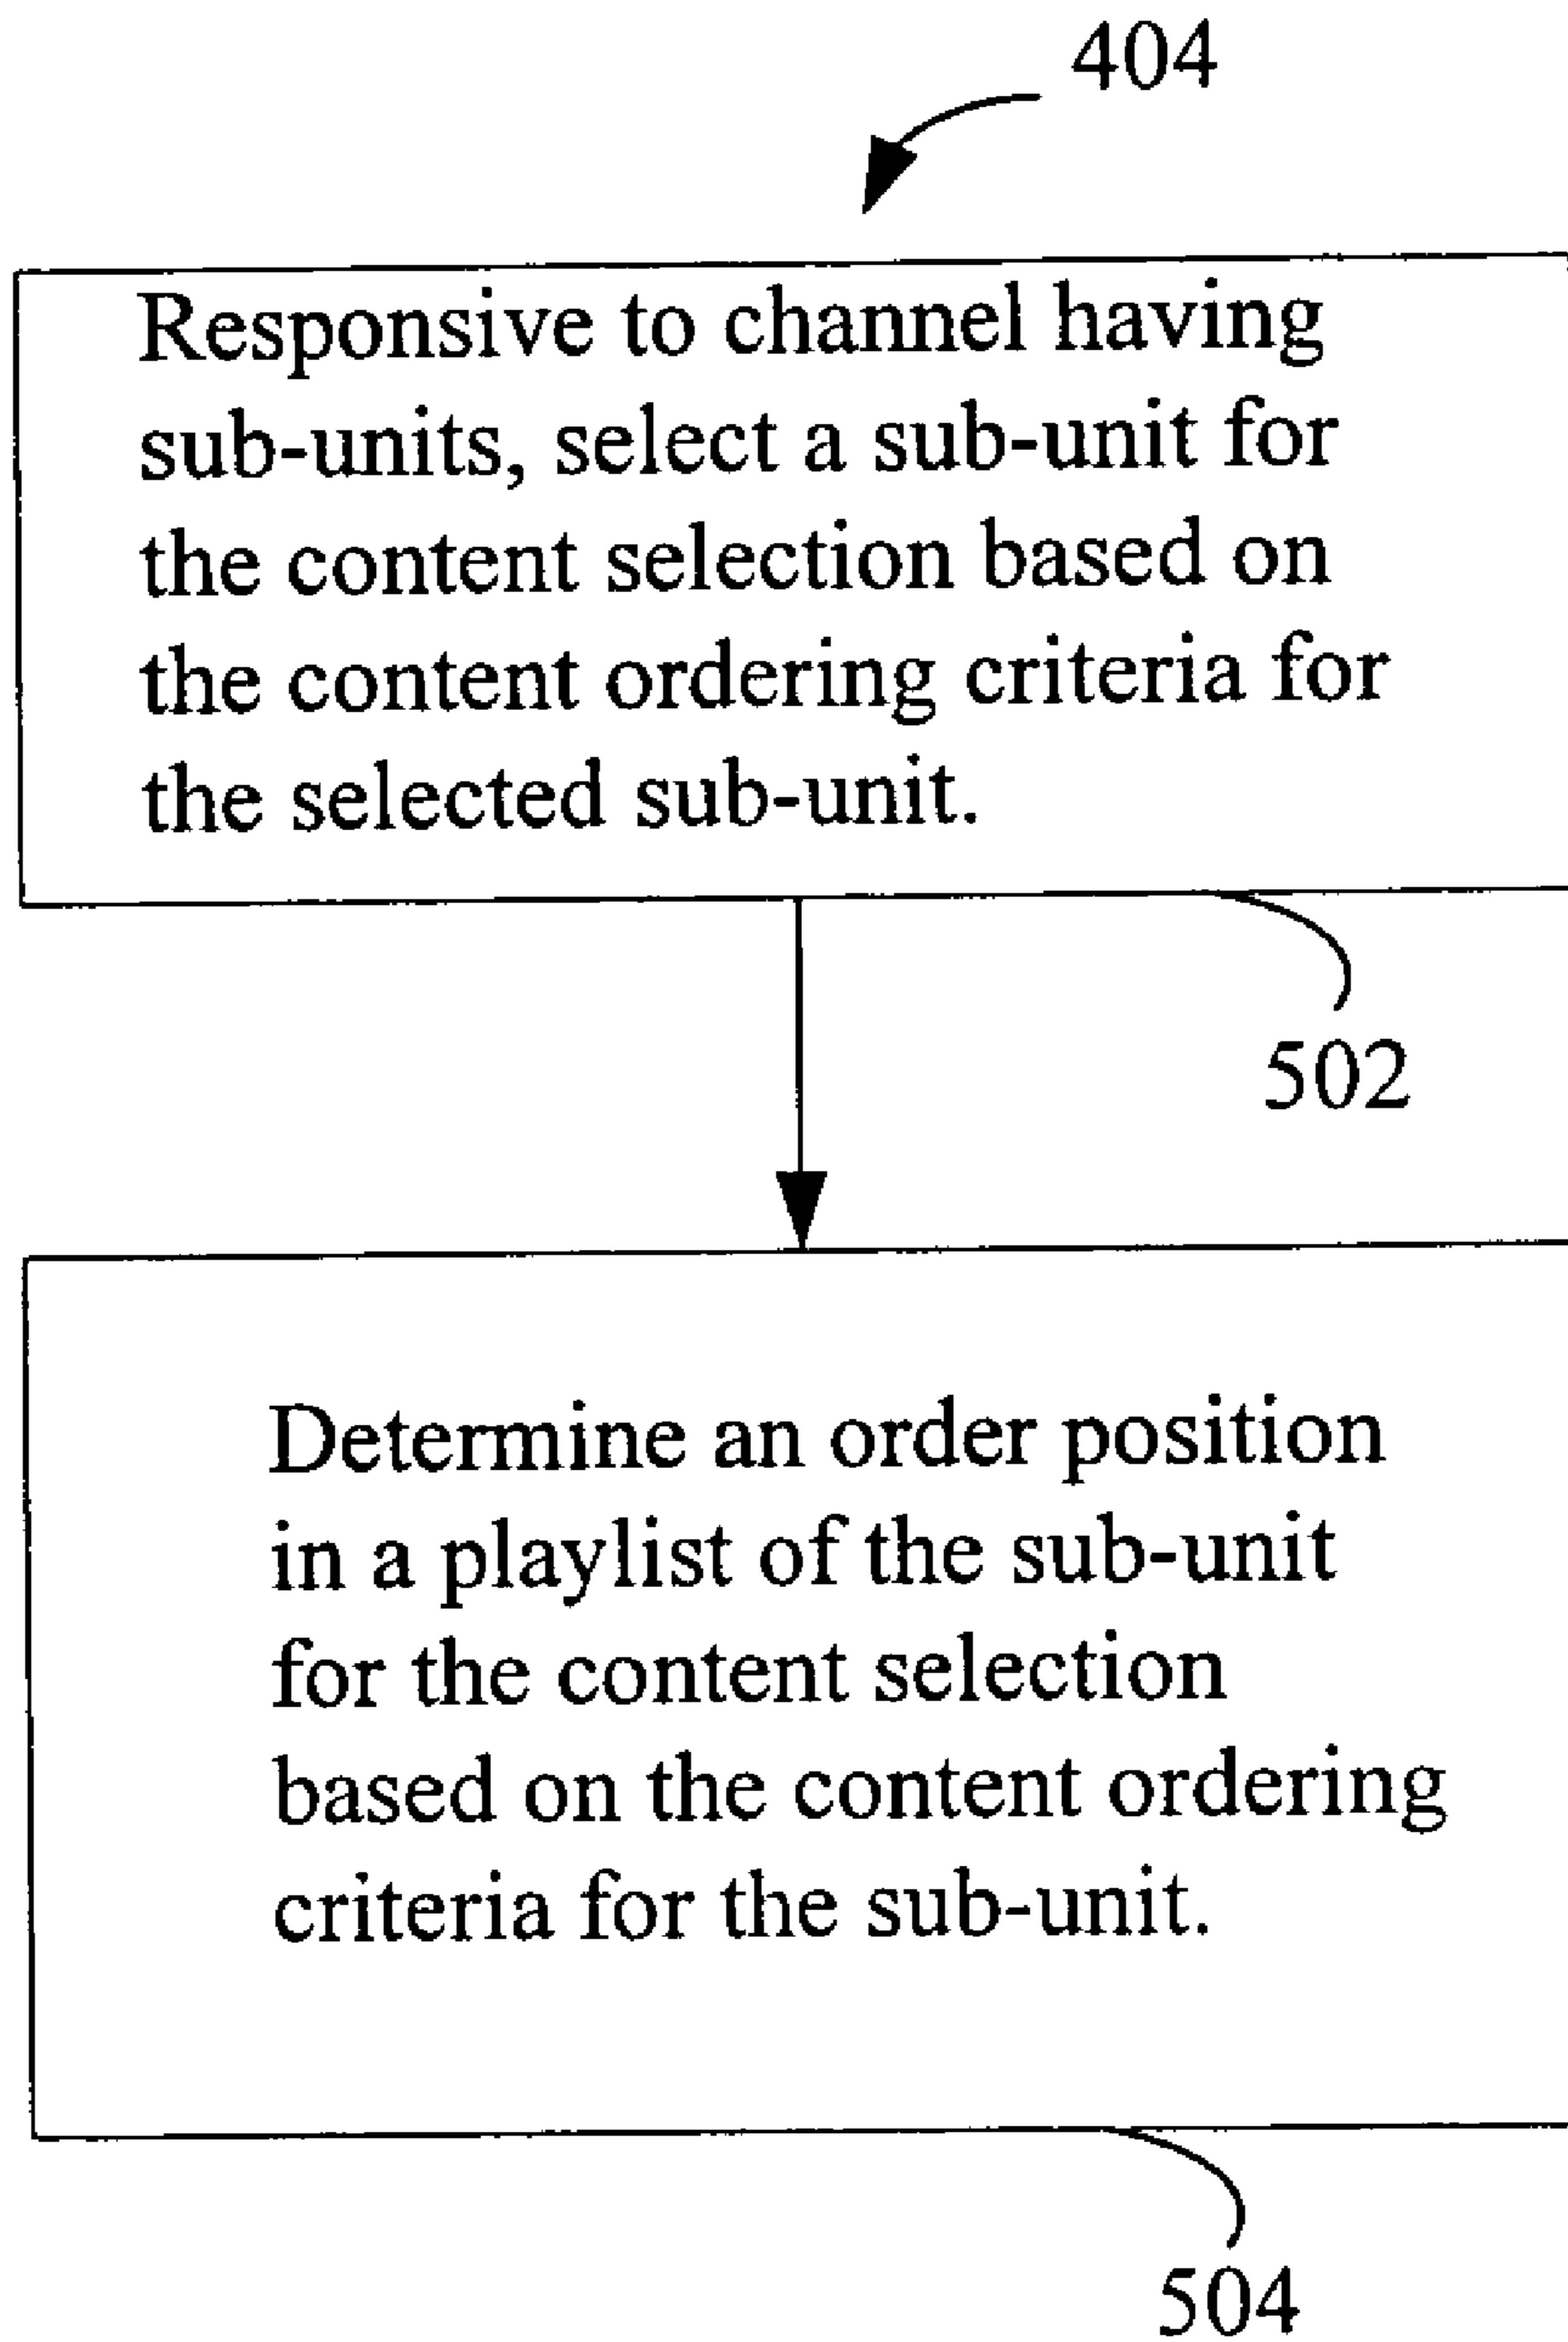 404
Responsive to channel having
sub-units, select a sub-unit for
the content selection based on
the content ordering criteria for
the selected sub-unit.
502
Determine an order position
in a playlist of the sub-unit
for the content selection
based on the content ordering
criteria for the sub-unit.
504